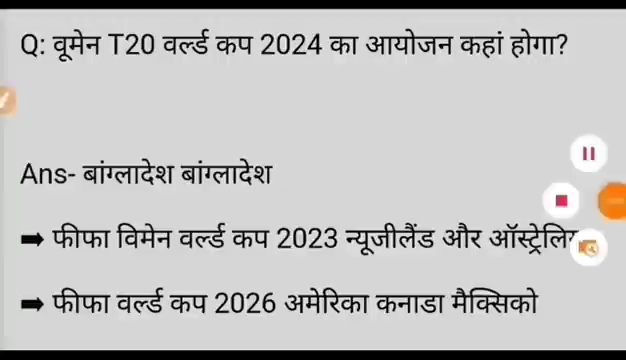 Q: वूमेन T20 वर्ल्ड कप 2024 का आयोजन कहां होगा?
Ans- बांग्लादेश बांग्लादेश
➡ फीफा विमेन वर्ल्ड कप 2023 न्यूजीलैंड और
➡ फीफा वर्ल्ड कप 2026 अमेरिका कनाडा मैक्सिको